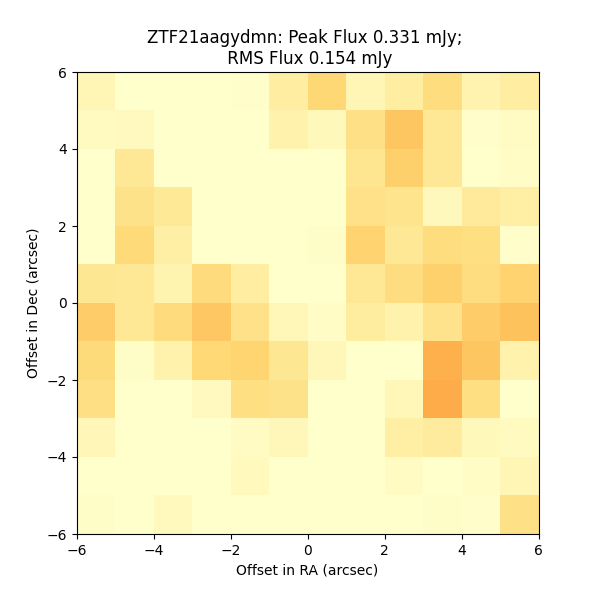 ZTF21aagydmn: Peak Flux 0.331 mJy;
RMS Flux 0.154 mJy
6
4
2
0
−2
−4
−6
Offset in Dec (arcsec)
−6 −4 −2 0 2 4 6
Offset in RA (arcsec)